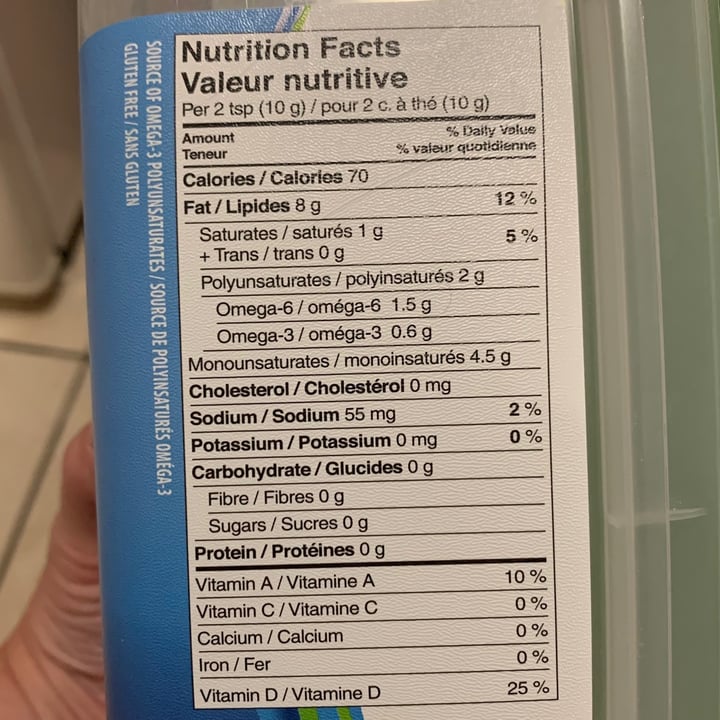 SOURCE OF OMEGA-3 POLYUNSATURATES / SOURCE DE POLYINSATURÉS OMÉGA-3
GLUTEN FREE / SANS GLUTEN
Nutrition Facts
Valeur nutritive
Per 2 tsp (10 g) / pour 2 c. à thé (10 g)
Amount % Daily Value
Teneur % valeur quotidienne
Calories / Calories 70
Fat / Lipides 8 g 12 %
Saturates / saturés 1 g 5 %
+ Trans / trans 0 g
Polyunsaturates / polyinsaturés 2 g
Omega-6 / oméga-6 1.5 g
Omega-3 / oméga-3 0.6 g
Monounsaturates / monoinsaturés 4.5 g
Cholesterol / Cholestérol 0 mg
Sodium / Sodium 55 mg 2 %
Potassium / Potassium 0 mg 0 %
Carbohydrate / Glucides 0 g
Fibre / Fibres 0 g
Sugars / Sucres 0 g
Protein / Protéines 0 g
Vitamin A / Vitamine A 10 %
Vitamin C / Vitamine C 0 %
Calcium / Calcium 0 %
Iron / Fer 0 %
Vitamin D / Vitamine D 25 %